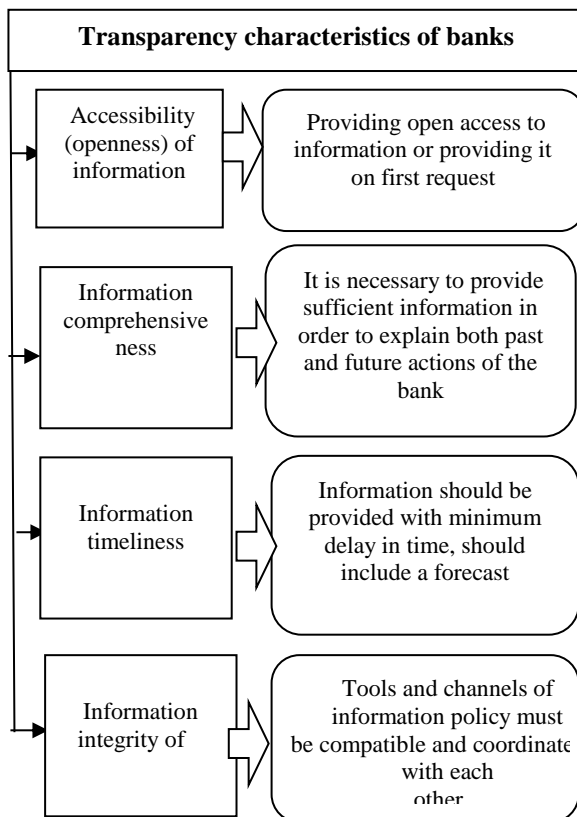 Transparency characteristics of banks
Accessibility
(openness) of
information
Providing open access to
information or providing it
on first request
Information
comprehensive
ness
It is necessary to provide
sufficient information in
order to explain both past
and future actions of the
bank
Information
timeliness
Information should be
provided with minimum
delay in time, should
include a forecast
Information
integrity of
Tools and channels of
information policy must
be compatible and coordinate
with each
other